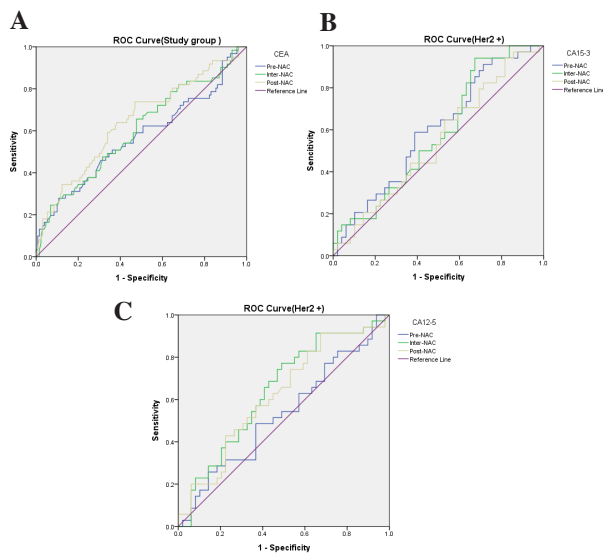 A
ROC Curve(Study group )
CEA
Pre-NAC
Inter-NAC
Post-NAC
Reference Line
Sensitivity
1.0
0.8
0.6
0.4
0.2
0.0
0.0 0.2 0.4 0.6 0.8 1.0
1 - Specificity
B
ROC Curve(Her2 +)
CA15-3
Pre-NAC
Inter-NAC
Post-NAC
Reference Line
Sensitivity
1.0
0.8
0.6
0.4
0.2
0.0
0.0 0.2 0.4 0.6 0.8 1.0
1 - Specificity
C
ROC Curve(Her2 +)
CA12-5
Pre-NAC
Inter-NAC
Post-NAC
Reference Line
Sensitivity
1.0
0.8
0.6
0.4
0.2
0.0
0.0 0.2 0.4 0.6 0.8 1.0
1 - Specificity